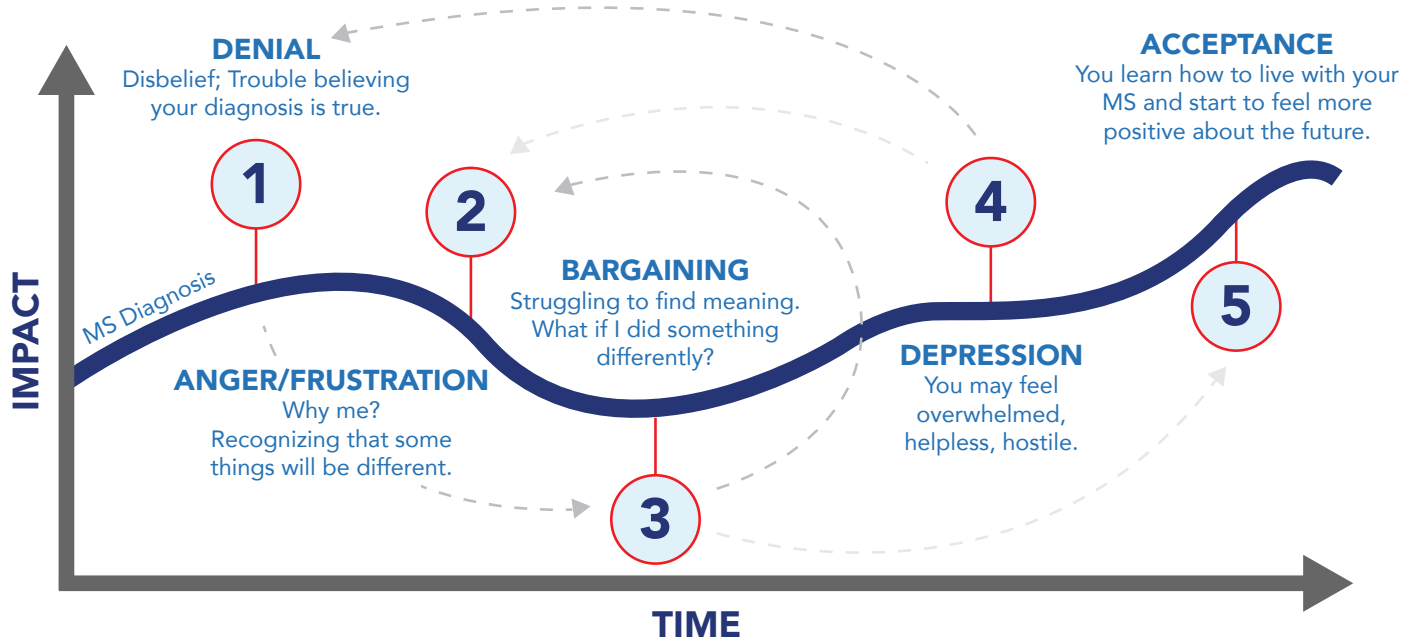 DENIAL
Disbelief; Trouble believing
your diagnosis is true.
1
MS Diagnosis
ANGER/FRUSTRATION
Why me?
Recognizing that some
things will be different.
2
BARGAINING
Struggling to find meaning.
What if I did something
differently?
3
4
DEPRESSION
You may feel
overwhelmed,
helpless, hostile.
ACCEPTANCE
You learn how to live with your
MS and start to feel more
positive about the future.
5
IMPACT
TIME